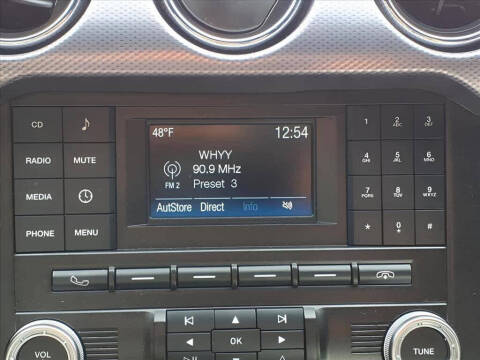 48°F 12:54
WHYY
90.9 MHz
FM 2 Preset 3
AutoStore Direct Info
CD
RADIO MUTE
MEDIA
PHONE MENU
1 2 ABC 3 DEF
4 GHI 5 JKL 6 MNO
7 PQRS 8 TUV 9 WXYZ
* 0 #
OK
VOL
TUNE